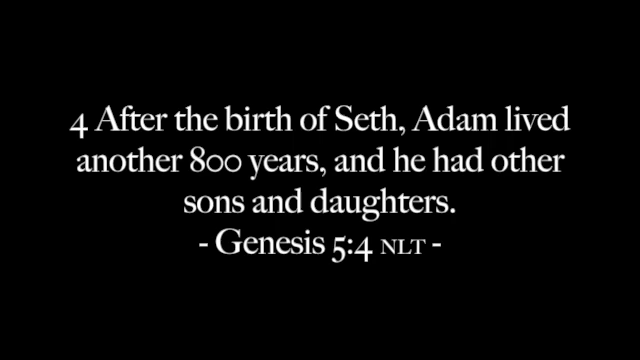 4 After the birth of Seth, Adam lived
another 800 years, and he had other
sons and daughters.
- Genesis 5:4 NLT -